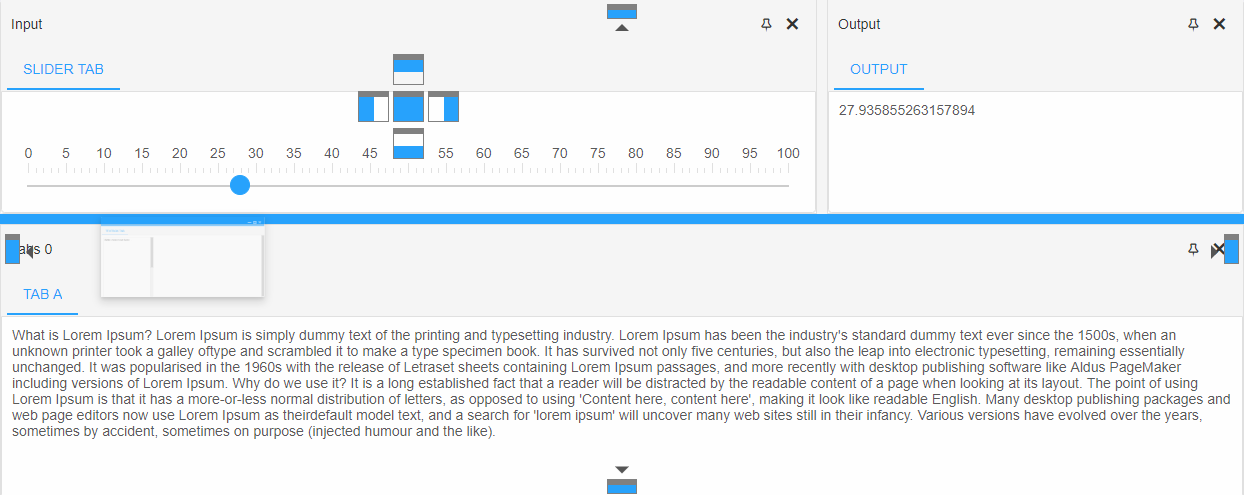 Input
Output
SLIDER TAB
OUTPUT
27.935855263157894
0 5 10 15 20 25 30 35 40 45 55 60 65 70 75 80 85 90 95 100
0
TAB A
What is Lorem Ipsum? Lorem Ipsum is simply dummy text of the printing and typesetting industry. Lorem Ipsum has been the industry's standard dummy text ever since the 1500s, when an
unknown printer took a galley oftype and scrambled it to make a type specimen book. It has survived not only five centuries, but also the leap into electronic typesetting, remaining essentially
unchanged. It was popularised in the 1960s with the release of Letraset sheets containing Lorem Ipsum passages, and more recently with desktop publishing software like Aldus PageMaker
including versions of Lorem Ipsum. Why do we use it? It is a long established fact that a reader will be distracted by the readable content of a page when looking at its layout. The point of using
Lorem Ipsum is that it has a more-or-less normal distribution of letters, as opposed to using 'Content here, content here', making it look like readable English. Many desktop publishing packages and
web page editors now use Lorem Ipsum as theirdefault model text, and a search for 'lorem ipsum' will uncover many web sites still in their infancy. Various versions have evolved over the years,
sometimes by accident, sometimes on purpose (injected humour and the like).